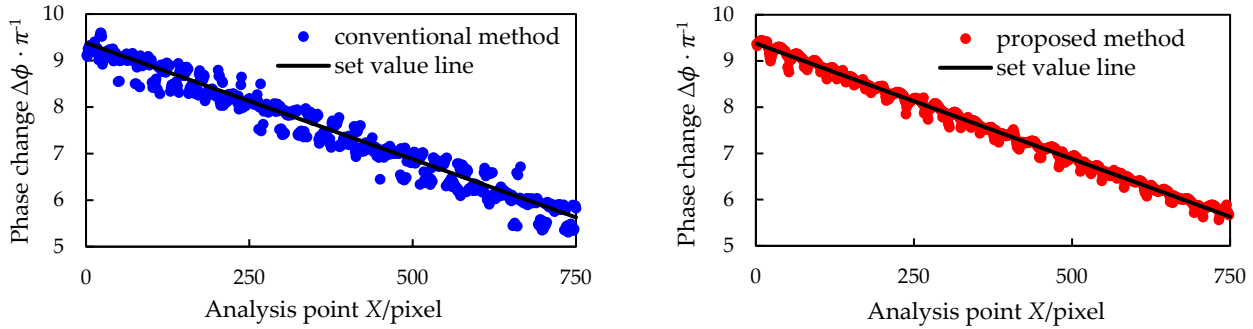 10
9
8
7
6
5
0
250
500
750
Phase change Δϕ · π⁻¹
Analysis point X/pixel
conventional method
set value line
10
9
8
7
6
5
0
250
500
750
Phase change Δϕ · π⁻¹
Analysis point X/pixel
proposed method
set value line